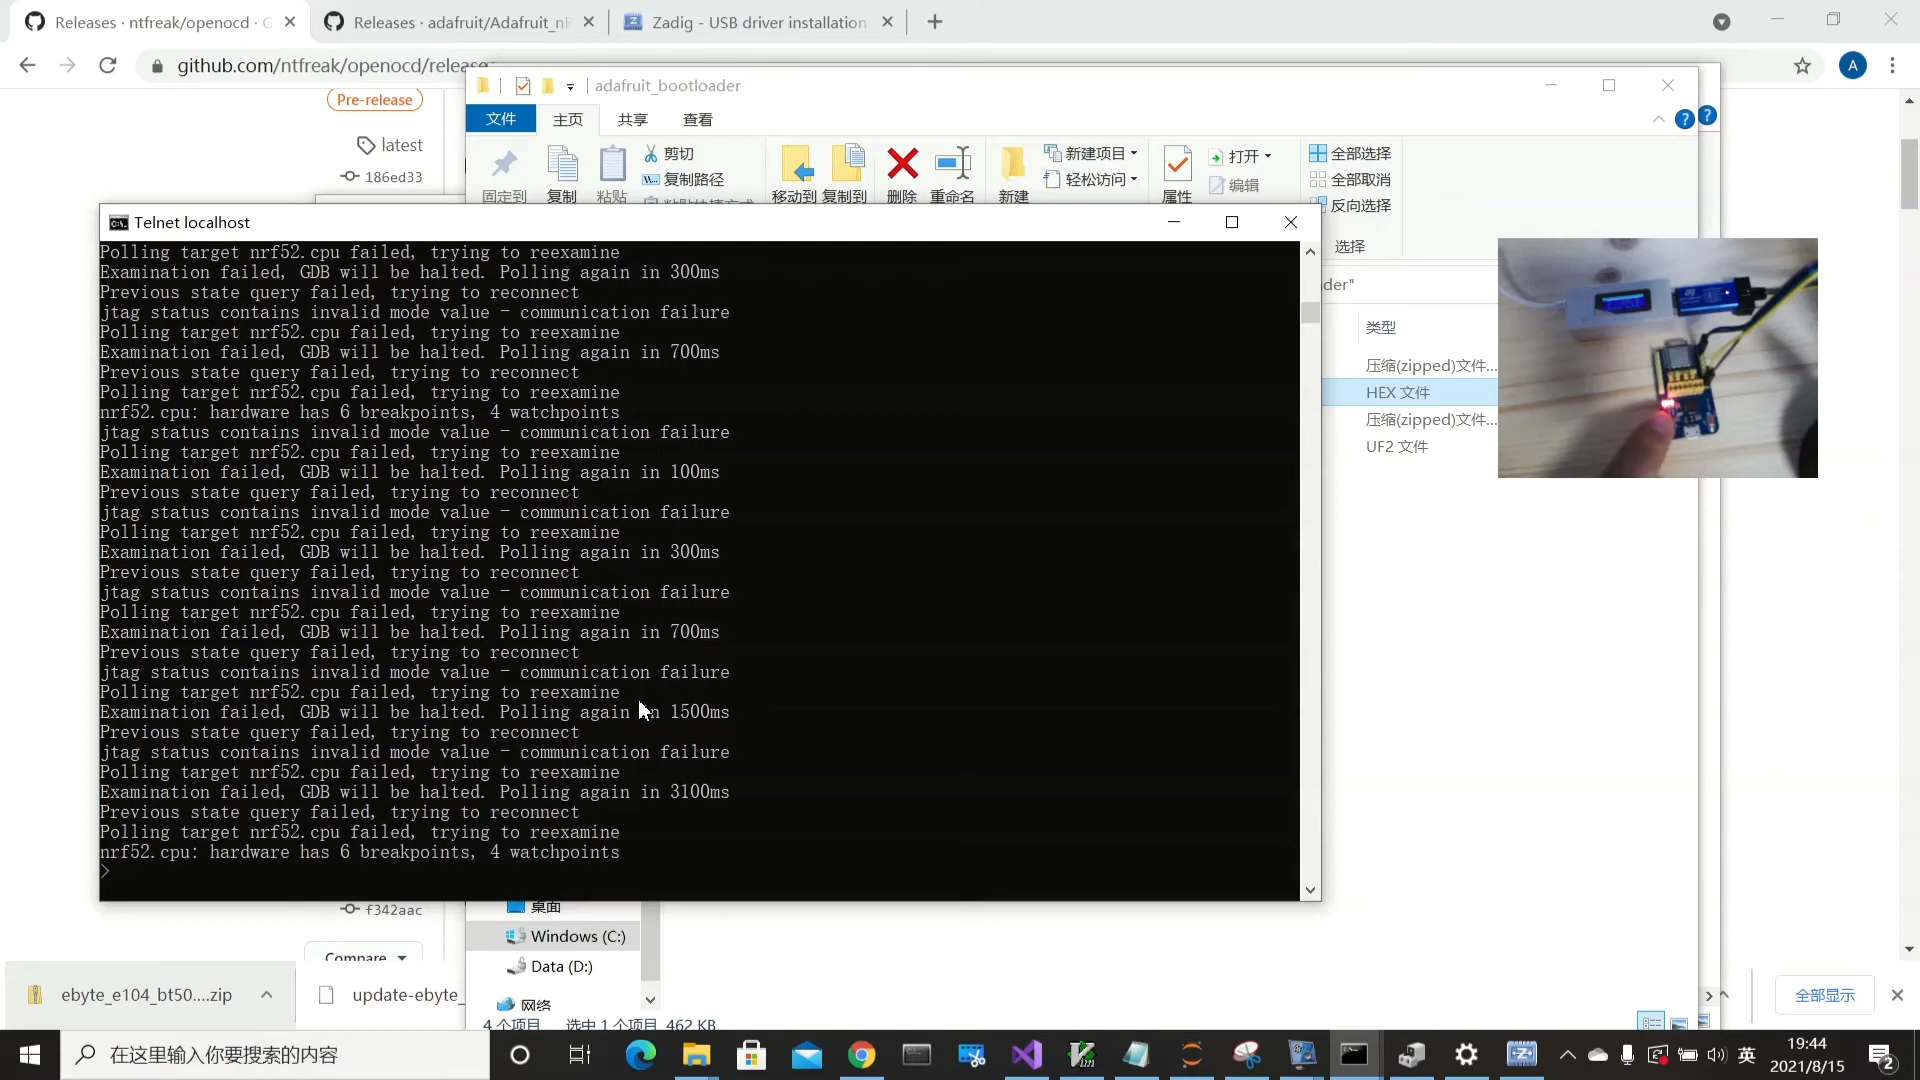 Releases · ntfreak/openocd · G
Releases · adafruit/Adafruit_nR
Zadig - USB driver installation
github.com/ntfreak/openocd/releases
A
Pre-release
latest
186ed33
adafruit_bootloader
文件
主页
共享
查看
固定到
复制
粘贴
剪切
复制路径
移动到
复制到
删除
重命名
新建
新建项目
轻松访问
属性
打开
编辑
全部选择
全部取消
反向选择
选择
der"
类型
压缩(zipped)文件...
HEX 文件
压缩(zipped)文件...
UF2 文件
Telnet localhost
Polling target nrf52.cpu failed, trying to reexamine
Examination failed, GDB will be halted. Polling again in 300ms
Previous state query failed, trying to reconnect
jtag status contains invalid mode value - communication failure
Polling target nrf52.cpu failed, trying to reexamine
Examination failed, GDB will be halted. Polling again in 700ms
Previous state query failed, trying to reconnect
Polling target nrf52.cpu failed, trying to reexamine
nrf52.cpu: hardware has 6 breakpoints, 4 watchpoints
jtag status contains invalid mode value - communication failure
Polling target nrf52.cpu failed, trying to reexamine
Examination failed, GDB will be halted. Polling again in 100ms
Previous state query failed, trying to reconnect
jtag status contains invalid mode value - communication failure
Polling target nrf52.cpu failed, trying to reexamine
Examination failed, GDB will be halted. Polling again in 300ms
Previous state query failed, trying to reconnect
jtag status contains invalid mode value - communication failure
Polling target nrf52.cpu failed, trying to reexamine
Examination failed, GDB will be halted. Polling again in 700ms
Previous state query failed, trying to reconnect
jtag status contains invalid mode value - communication failure
Polling target nrf52.cpu failed, trying to reexamine
Examination failed, GDB will be halted. Polling again in 1500ms
Previous state query failed, trying to reconnect
jtag status contains invalid mode value - communication failure
Polling target nrf52.cpu failed, trying to reexamine
Examination failed, GDB will be halted. Polling again in 3100ms
Previous state query failed, trying to reconnect
Polling target nrf52.cpu failed, trying to reexamine
nrf52.cpu: hardware has 6 breakpoints, 4 watchpoints
>
f342aac
Compare
桌面
Windows (C:)
Data (D:)
网络
4 个项目 选中 1 个项目 462 KB
ebyte_e104_bt50....zip
update-ebyte_
全部显示
在这里输入你要搜索的内容
英
19:44
2021/8/15
2